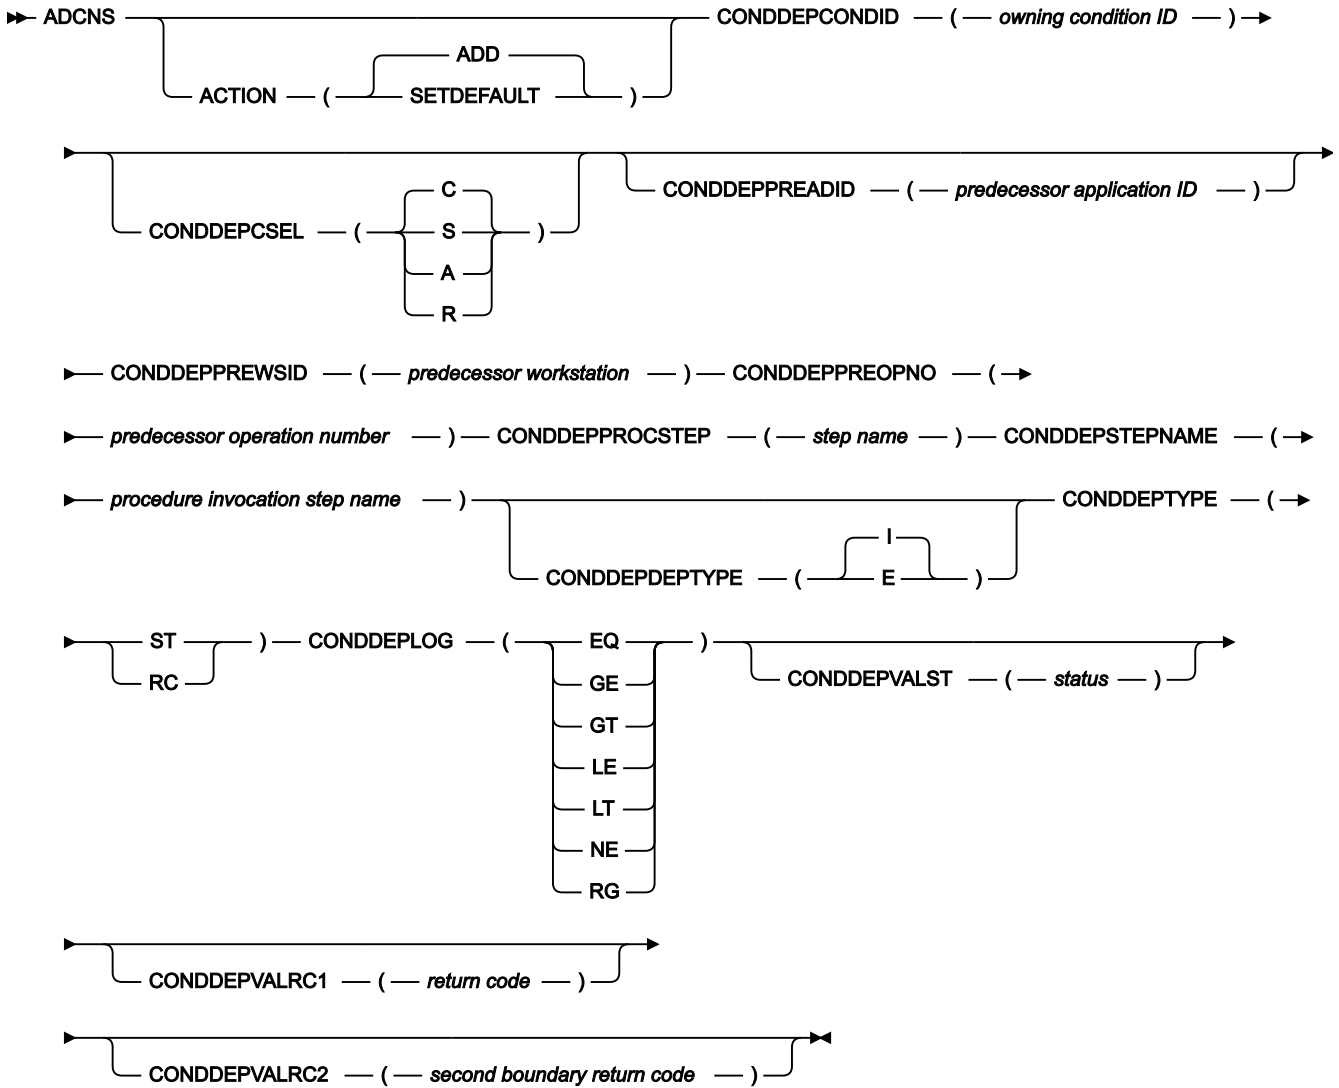 ADCNS CONDDEPCONDID ( owning condition ID )
ADD
ACTION ( SETDEFAULT )
C
CONDDEPPREADID ( predecessor application ID )
CONDDEPCSEL ( S )
A
R
CONDDEPPREWSID ( predecessor workstation ) CONDDEPPREOPNO (
predecessor operation number ) CONDDEPPROCSTEP ( step name ) CONDDEPSTEPNAME (
procedure invocation step name ) CONDDEPTYPE (
I
CONDDEPDEPTYPE ( E )
ST ) CONDDEPLOG ( EQ )
RC GE CONDDEPVALST ( status )
GT
LE
LT
NE
RG
CONDDEPVALRC1 ( return code )
CONDDEPVALRC2 ( second boundary return code )